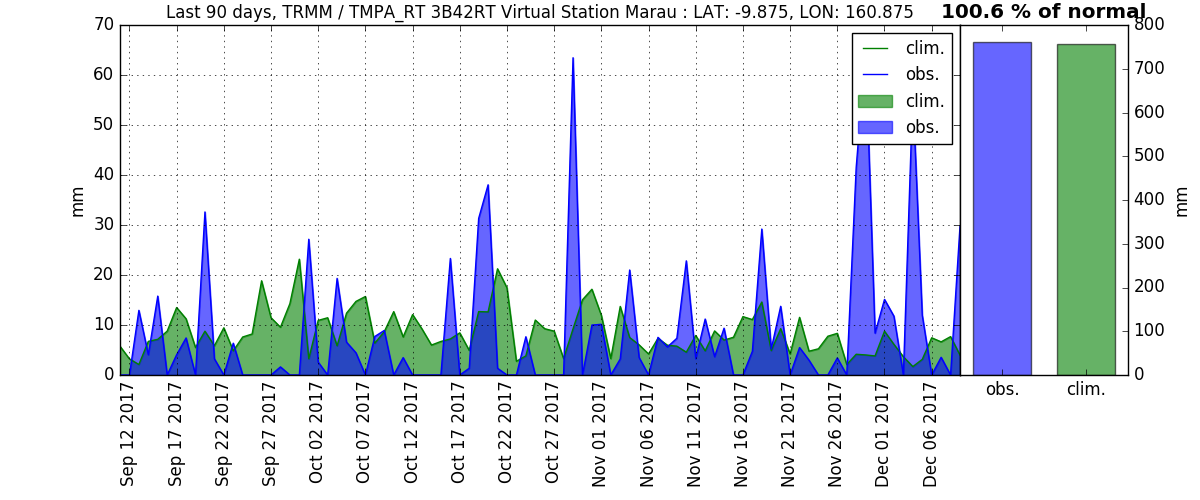 Last 90 days, TRMM / TMPA_RT 3B42RT Virtual Station Marau : LAT: -9.875, LON: 160.875
100.6 % of normal
70
60
50
40
30
20
10
0
mm
clim.
obs.
clim.
obs.
800
700
600
500
400
300
200
100
0
mm
obs.
clim.
Sep 12 2017
Sep 17 2017
Sep 22 2017
Sep 27 2017
Oct 02 2017
Oct 07 2017
Oct 12 2017
Oct 17 2017
Oct 22 2017
Oct 27 2017
Nov 01 2017
Nov 06 2017
Nov 11 2017
Nov 16 2017
Nov 21 2017
Nov 26 2017
Dec 01 2017
Dec 06 2017